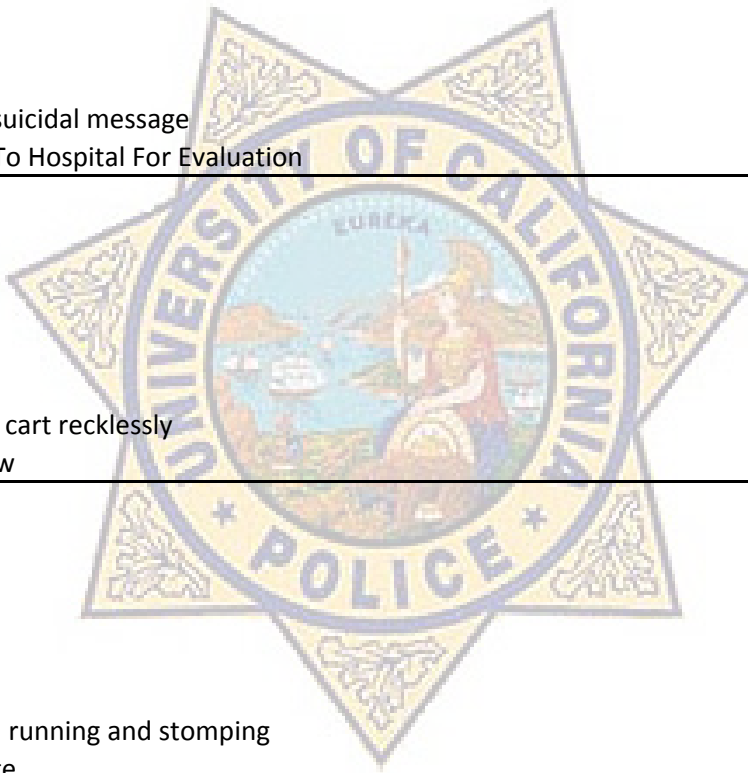 suicidal message
To Hospital For Evaluation
UNIVERSITY OF CALIFORNIA
EUREKA
cart recklessly
POLICE
running and stomping